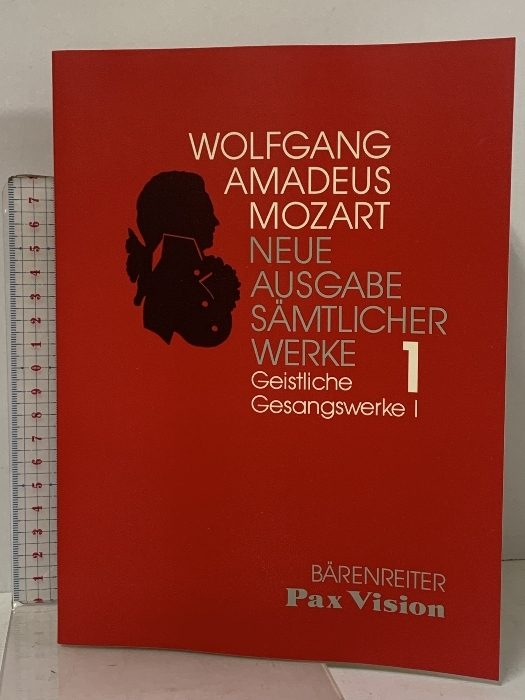 WOLFGANG
AMADEUS
MOZART
NEUE
AUSGABE
SÄMTLICHER
WERKE 1
Geistliche
Gesangswerke I
BÄRENREITER
Pax Vision